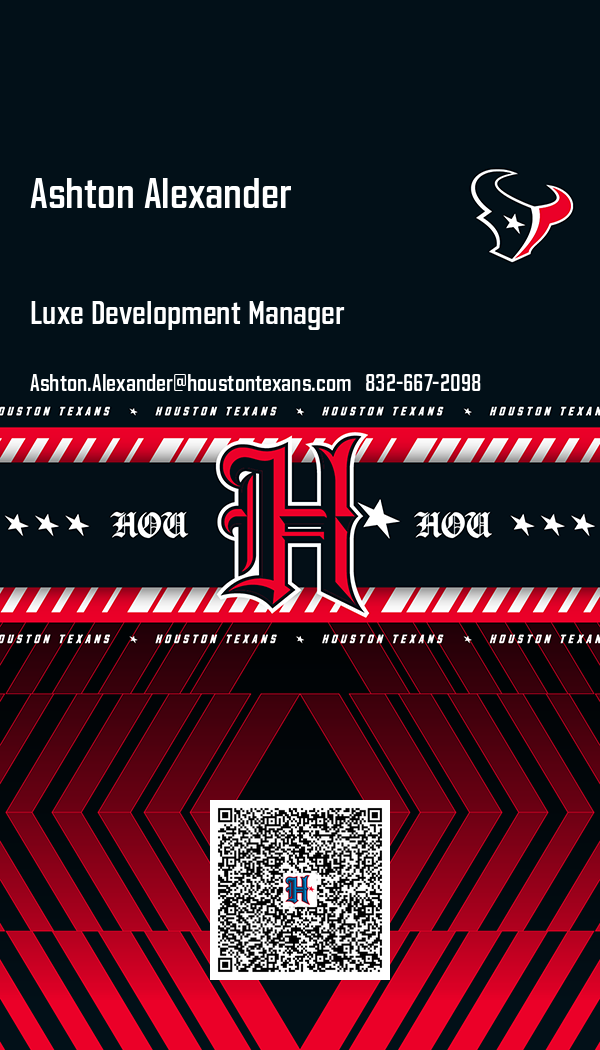 Ashton Alexander
Luxe Development Manager
Ashton.Alexander@houstontexans.com 832-667-2098
HOUSTON TEXANS HOUSTON TEXANS HOUSTON TEXANS HOUSTON TEXANS
HOU H HOU
HOUSTON TEXANS HOUSTON TEXANS HOUSTON TEXANS HOUSTON TEXANS
H